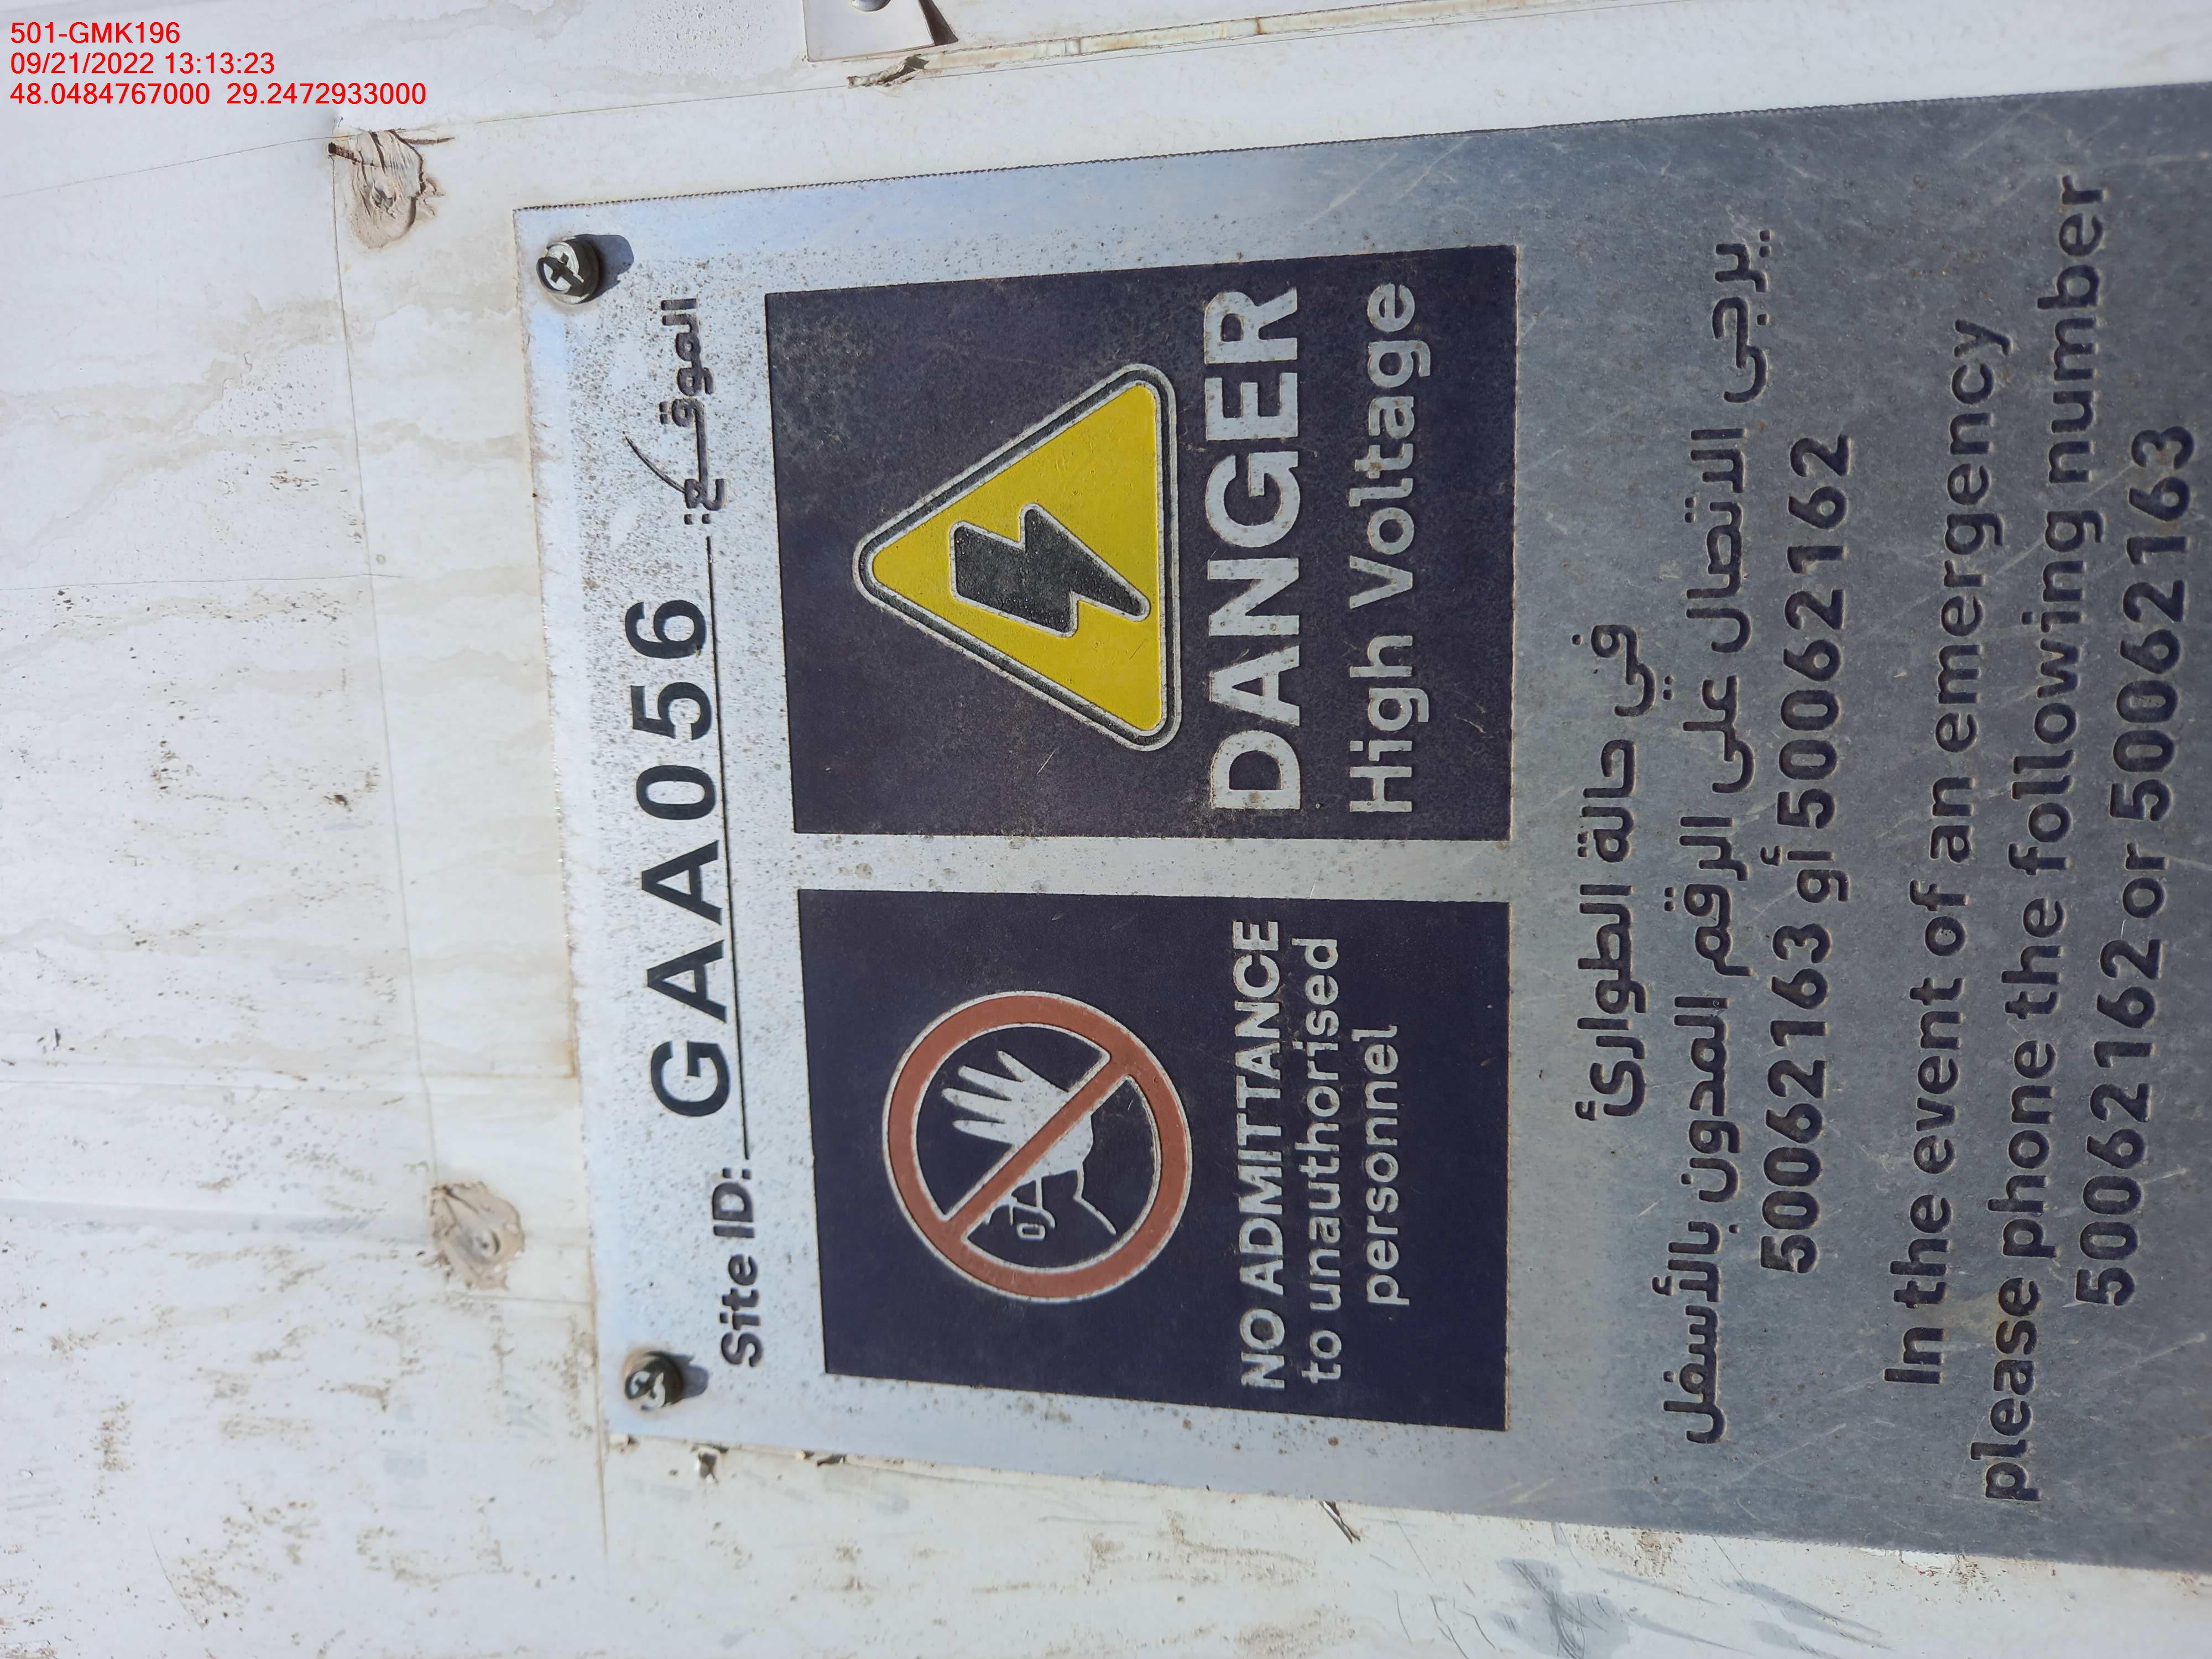 501-GMK196
09/21/2022 13:13:23
48.0484767000 29.2472933000
Site ID: GAA056 الموقع:
NO ADMITTANCE
to unauthorised
personnel
DANGER
High Voltage
في حالة الطوارئ
يرجى الاتصال على الرقم المدون بالأسفل
50062163 أو 50062162
In the event of an emergency
please phone the following number
50062162 or 50062163